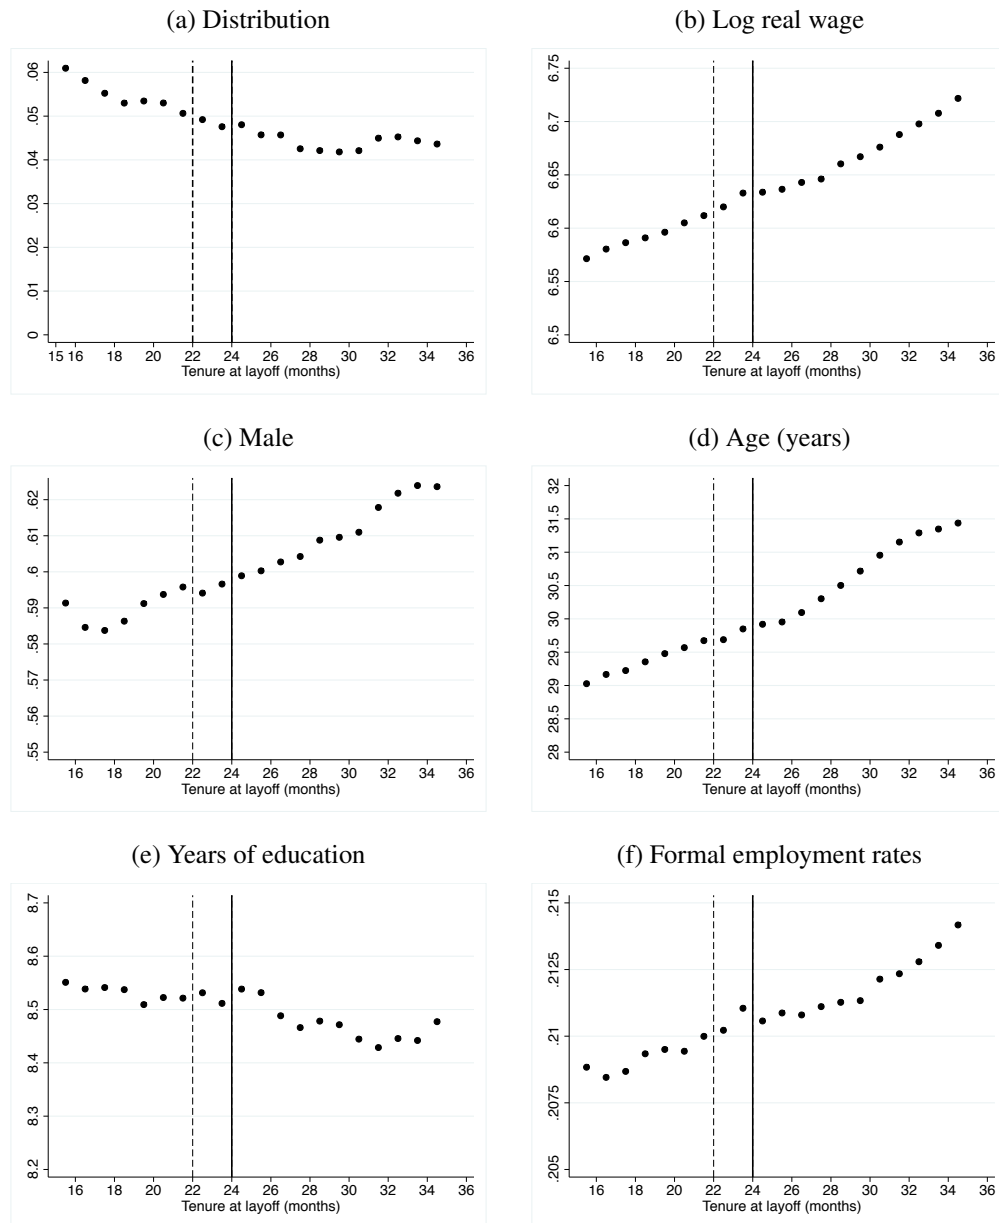 (a) Distribution
.06
.05
.04
.03
.02
.01
0
15 16 18 20 22 24 26 28 30 32 34 36
Tenure at layoff (months)
(b) Log real wage
6.75
6.7
6.65
6.6
6.55
6.5
16 18 20 22 24 26 28 30 32 34 36
Tenure at layoff (months)
(c) Male
.62
.61
.6
.59
.58
.57
.56
.55
16 18 20 22 24 26 28 30 32 34 36
Tenure at layoff (months)
(d) Age (years)
32
31.5
31
30.5
30
29.5
29
28.5
28
16 18 20 22 24 26 28 30 32 34 36
Tenure at layoff (months)
(e) Years of education
8.7
8.6
8.5
8.4
8.3
8.2
16 18 20 22 24 26 28 30 32 34 36
Tenure at layoff (months)
(f) Formal employment rates
.215
.2125
.21
.2075
.205
16 18 20 22 24 26 28 30 32 34 36
Tenure at layoff (months)